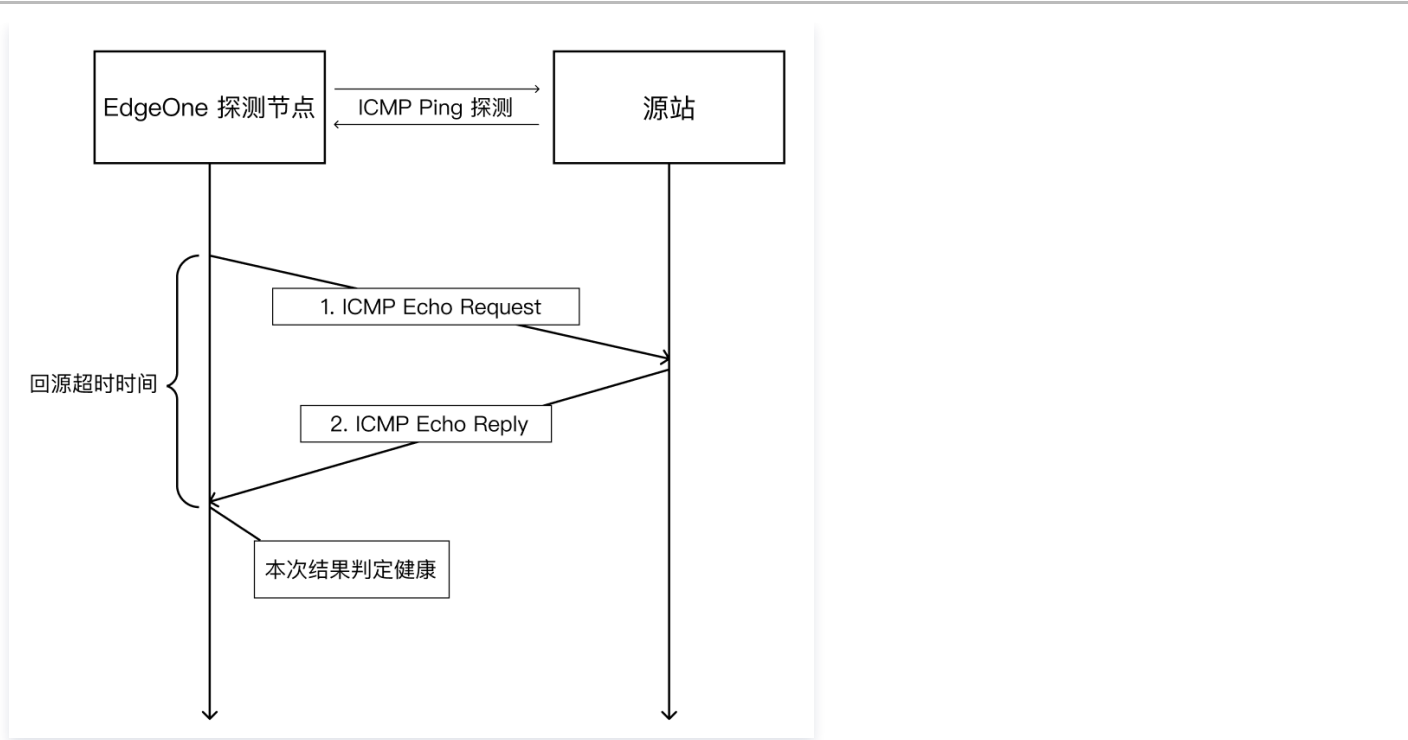 EdgeOne 探测节点
ICMP Ping 探测
源站
1. ICMP Echo Request
回源超时时间
2. ICMP Echo Reply
本次结果判定健康